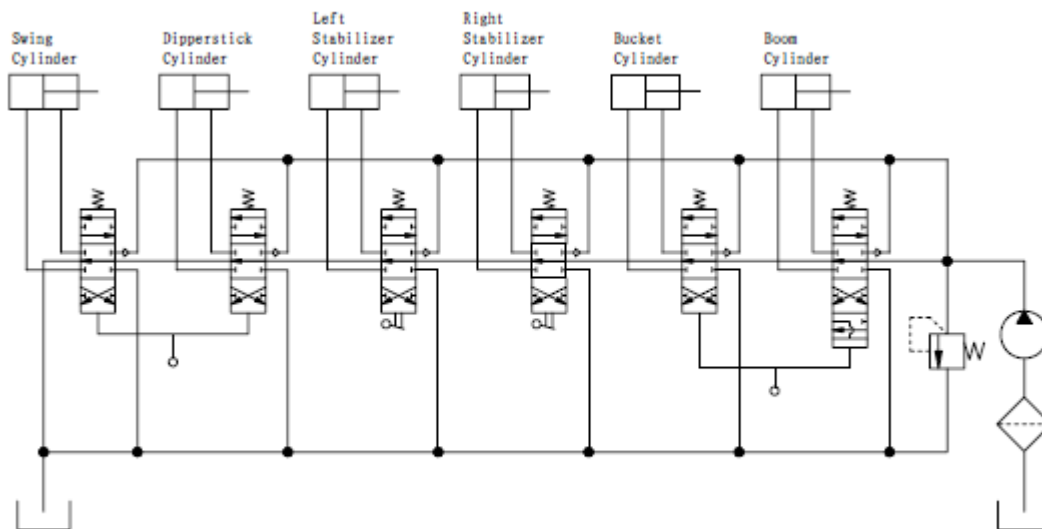 Swing
Cylinder
Dipperstick
Cylinder
Left
Stabilizer
Cylinder
Right
Stabilizer
Cylinder
Bucket
Cylinder
Boom
Cylinder